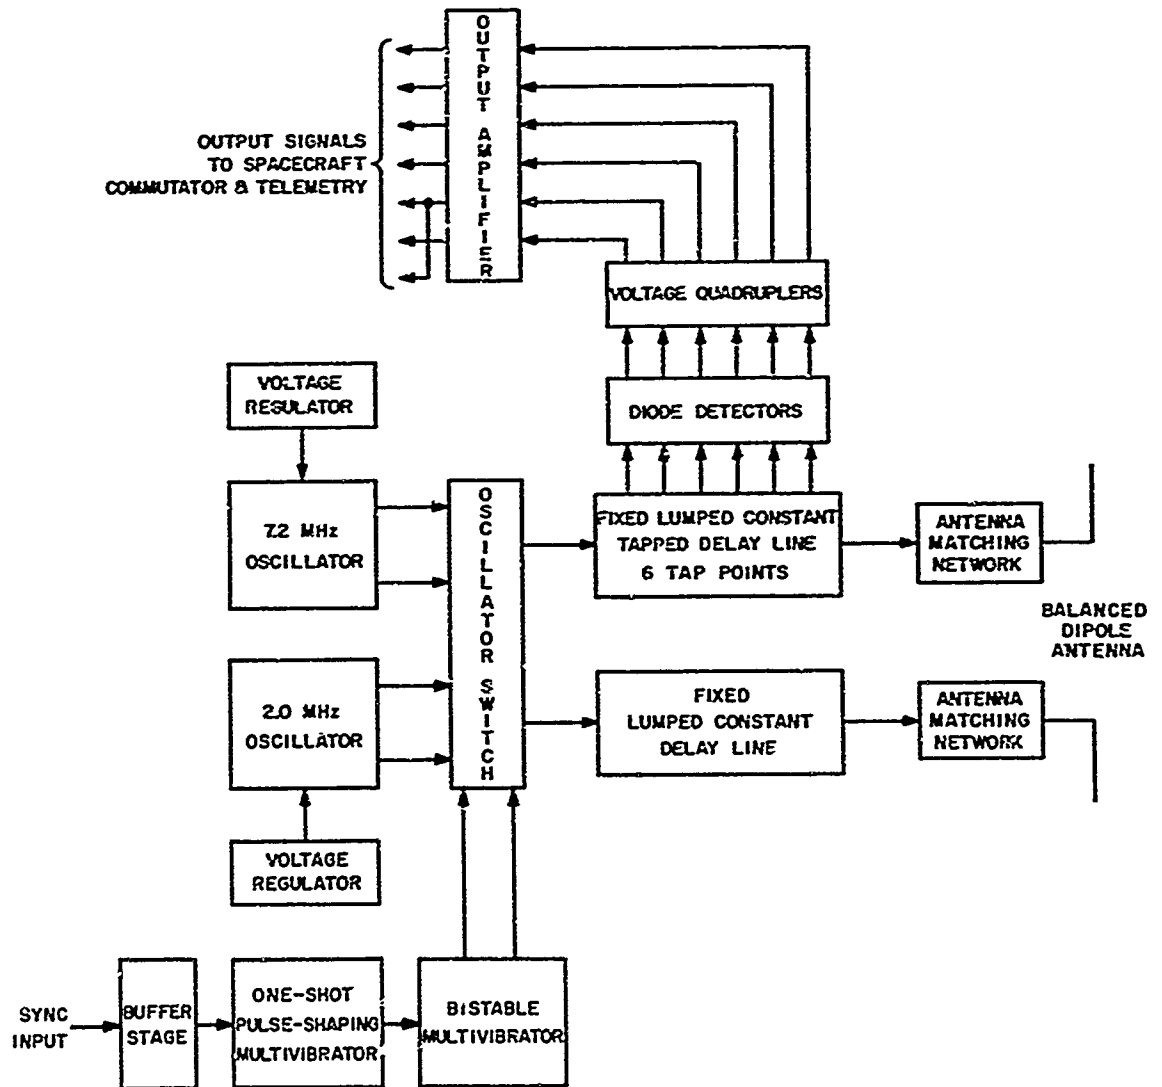 OUTPUT AMPLIFIER
OUTPUT SIGNALS
TO SPACECRAFT
COMMUTATOR & TELEMETRY
VOLTAGE QUADRUPLERS
VOLTAGE
REGULATOR
DIODE DETECTORS
7.2 MHz
OSCILLATOR
OSCILLATOR SWITCH
FIXED LUMPED CONSTANT
TAPPED DELAY LINE
6 TAP POINTS
ANTENNA
MATCHING
NETWORK
BALANCED
DIPOLE
ANTENNA
2.0 MHz
OSCILLATOR
FIXED
LUMPED CONSTANT
DELAY LINE
ANTENNA
MATCHING
NETWORK
VOLTAGE
REGULATOR
SYNC
INPUT
BUFFER
STAGE
ONE-SHOT
PULSE-SHAPING
MULTIVIBRATOR
BISTABLE
MULTIVIBRATOR